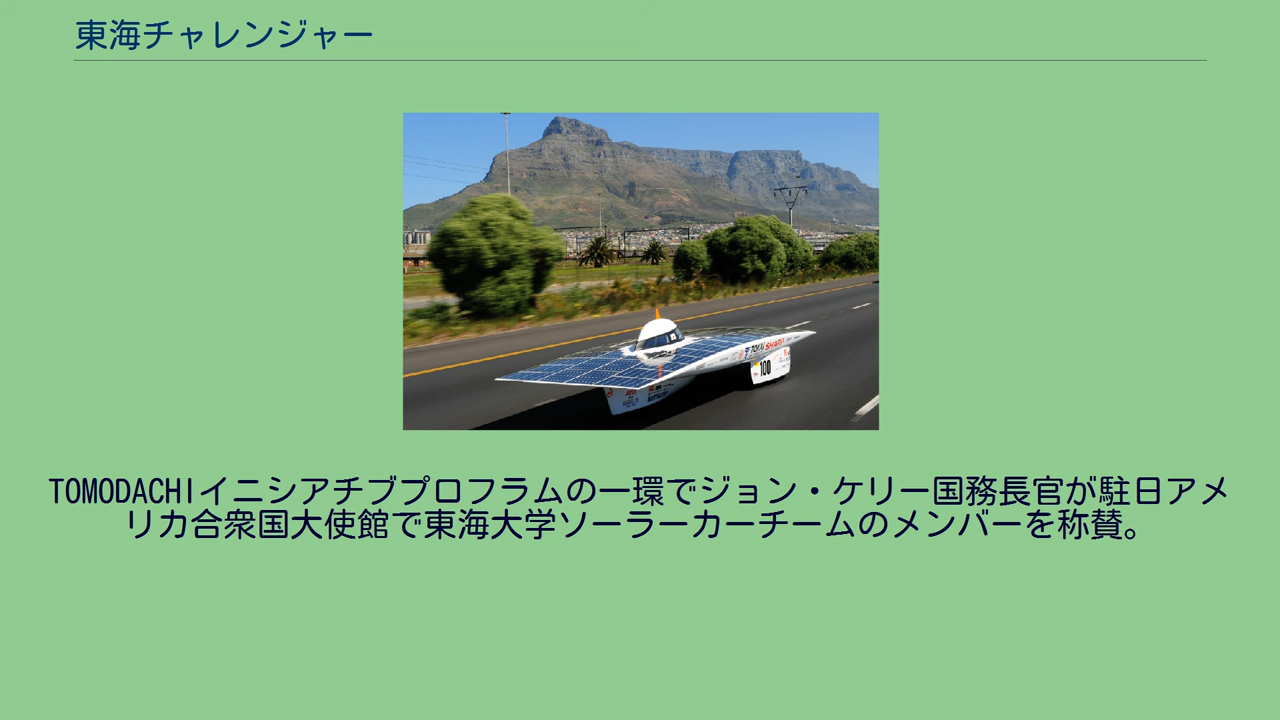 東海チャレンジャー
TOKAI SHARP
100
TOMODACHIイニシアチブプロフラムの一環でジョン・ケリー国務長官が駐日アメ
リカ合衆国大使館で東海大学ソーラーカーチームのメンバーを称賛。